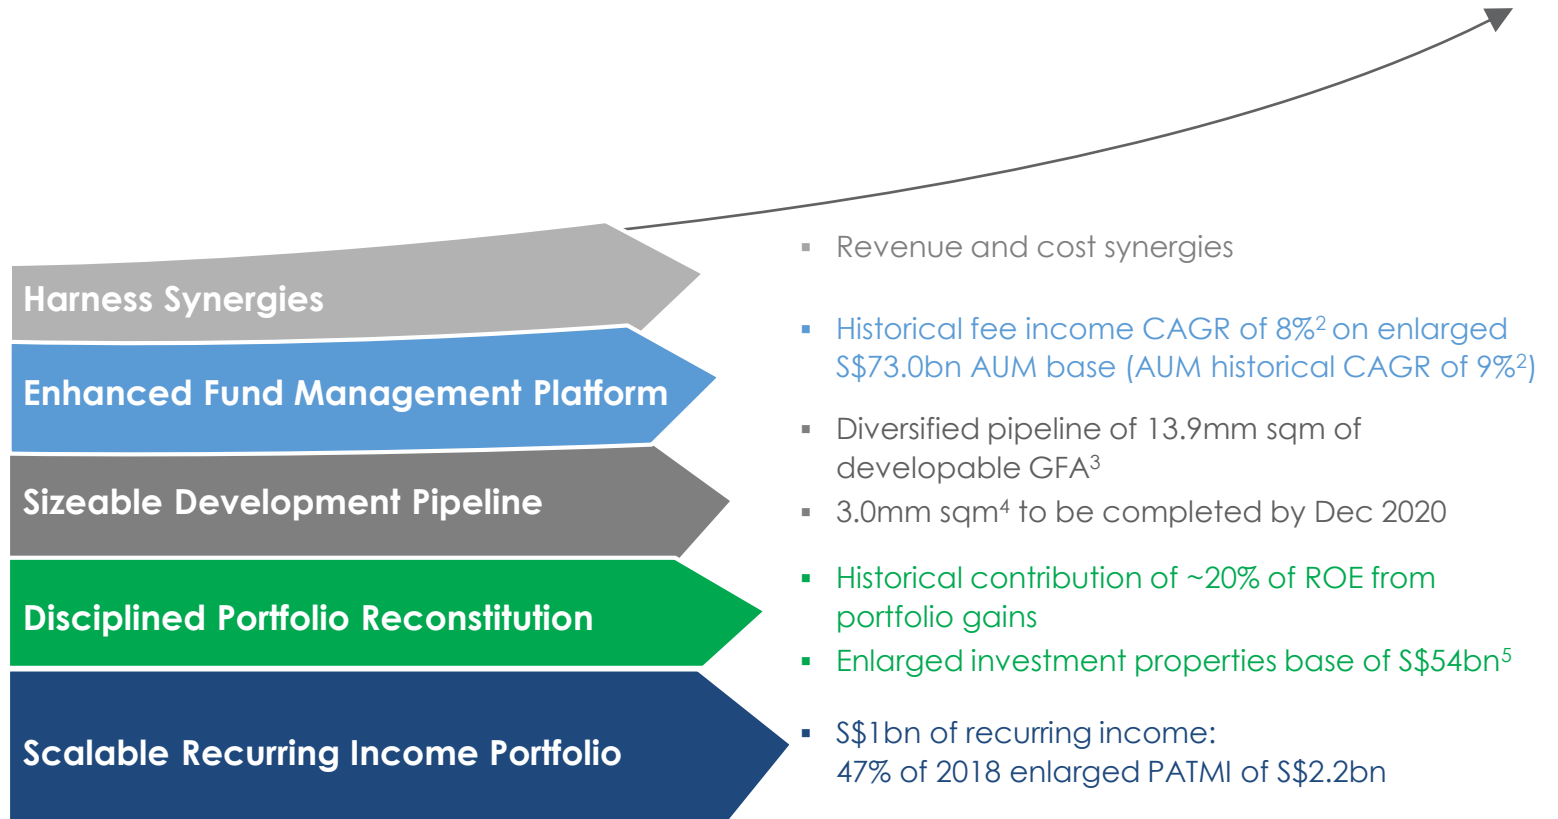 Harness Synergies
▪ Revenue and cost synergies
Enhanced Fund Management Platform
▪ Historical fee income CAGR of 8%² on enlarged
S$73.0bn AUM base (AUM historical CAGR of 9%²)
Sizeable Development Pipeline
▪ Diversified pipeline of 13.9mm sqm of
developable GFA³
▪ 3.0mm sqm⁴ to be completed by Dec 2020
Disciplined Portfolio Reconstitution
▪ Historical contribution of ~20% of ROE from
portfolio gains
▪ Enlarged investment properties base of S$54bn⁵
Scalable Recurring Income Portfolio
▪ S$1bn of recurring income:
47% of 2018 enlarged PATMI of S$2.2bn